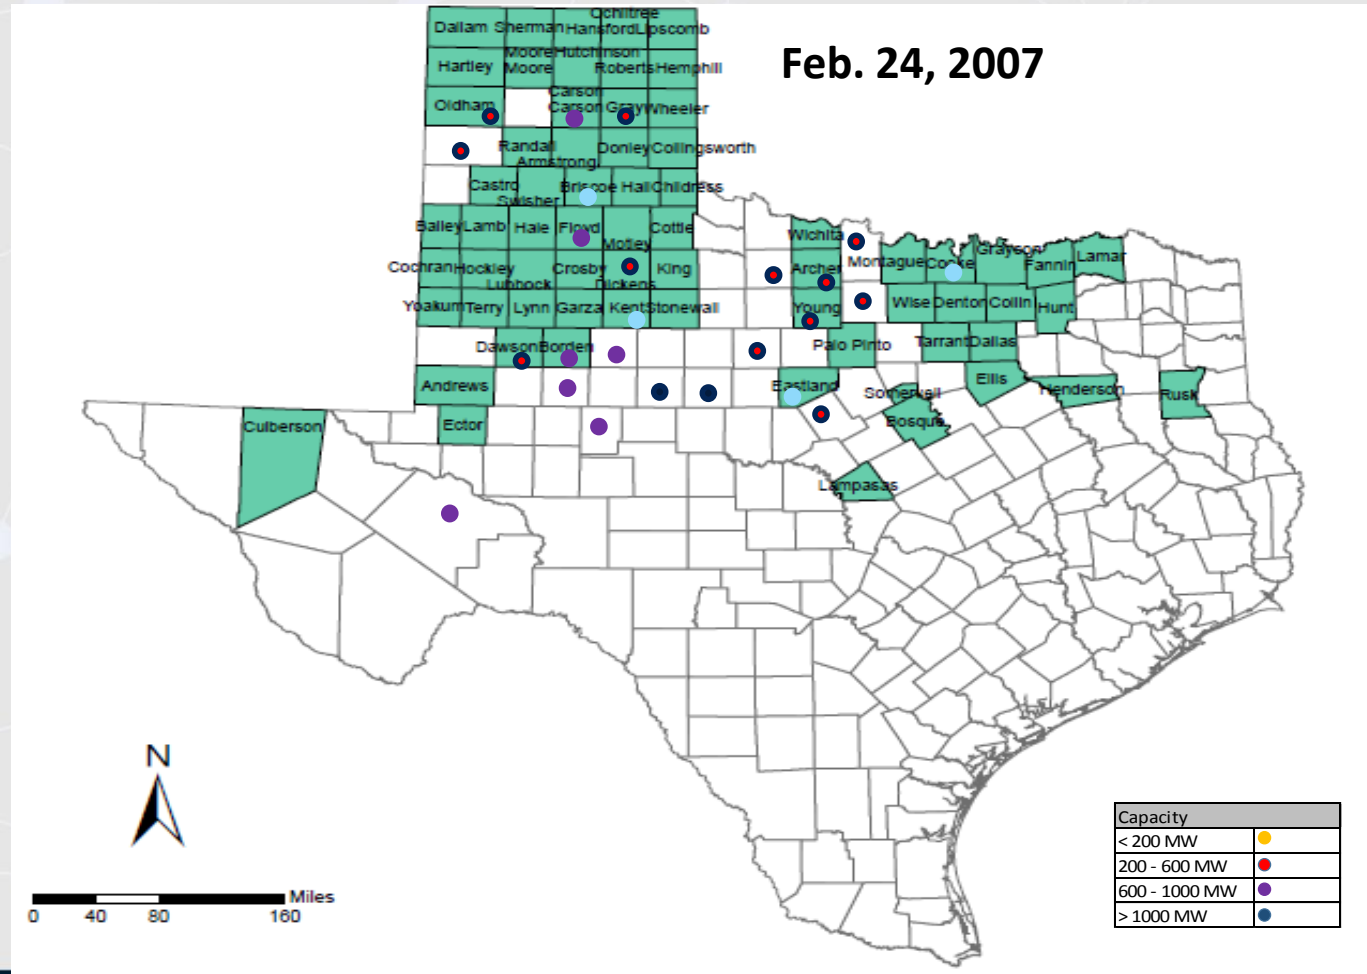 Feb. 24, 2007
Ochiltree
Dallam Sherman Hansford Lipscomb
Moore Hutchinson
Hartley Moore Roberts Hemphill
Carson
Oldham Carson Gray Wheeler
Randall Donley Collingsworth
Armstrong
Castro Briscoe Hall Childress
Swisher
Bailey Lamb Hale Floyd Cottle
Motley
Wichita
Cochran Hockley Crosby King
Lubbock Dickens
Archer Montague Cooke Grayson Fannin Lamar
Yoakum Terry Lynn Garza Kent Stonewall
Young Wise Denton Collin Hunt
Dawson Borden Palo Pinto Tarrant Dallas
Andrews Eastland Somervell Ellis Henderson Rusk
Culberson Ector Bosque
Lampasas
N
Miles
0 40 80 160
Capacity
< 200 MW
200 - 600 MW
600 - 1000 MW
> 1000 MW